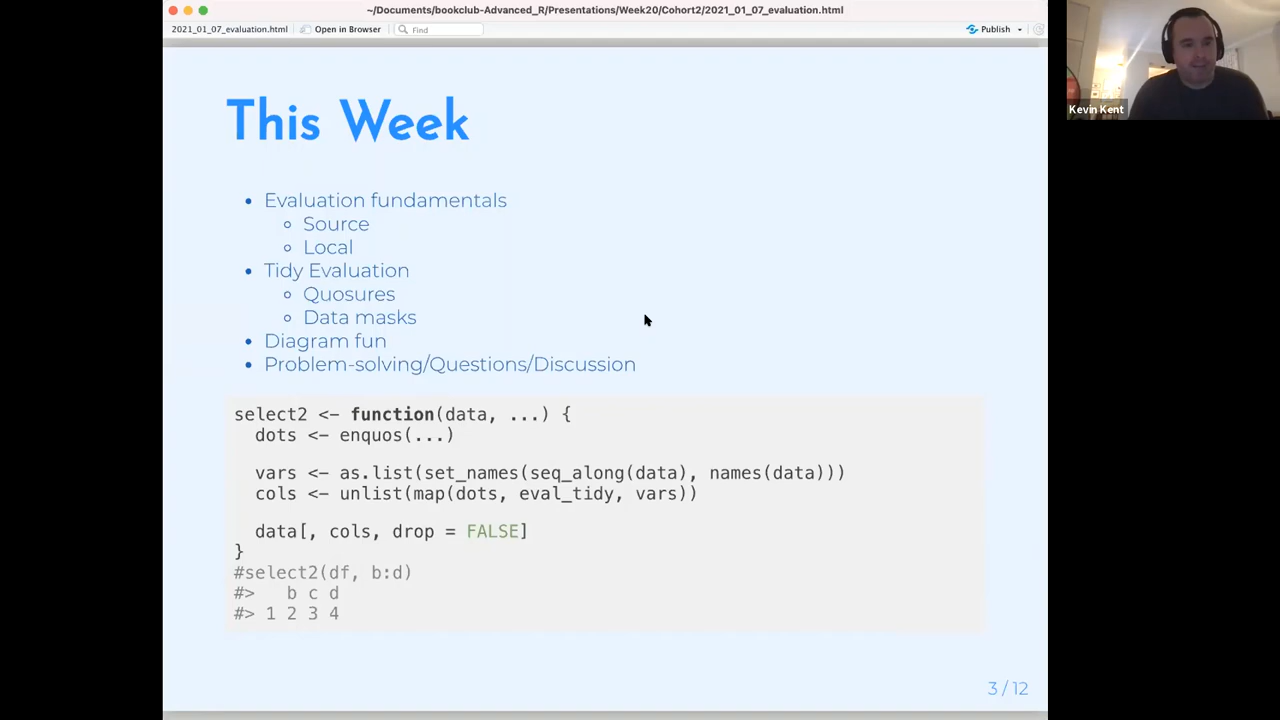 ~/Documents/bookclub-Advanced_R/Presentations/Week20/Cohort2/2021_01_07_evaluation.html
2021_01_07_evaluation.html
Open in Browser
Find
Publish
Kevin Kent
This Week
• Evaluation fundamentals
○ Source
○ Local
• Tidy Evaluation
○ Quosures
○ Data masks
• Diagram fun
• Problem-solving/Questions/Discussion
select2 <- function(data, ...) {
  dots <- enquos(...)
  vars <- as.list(set_names(seq_along(data), names(data)))
  cols <- unlist(map(dots, eval_tidy, vars))
  data[, cols, drop = FALSE]
}
#select2(df, b:d)
#>   b c d
#> 1 2 3 4
3 / 12